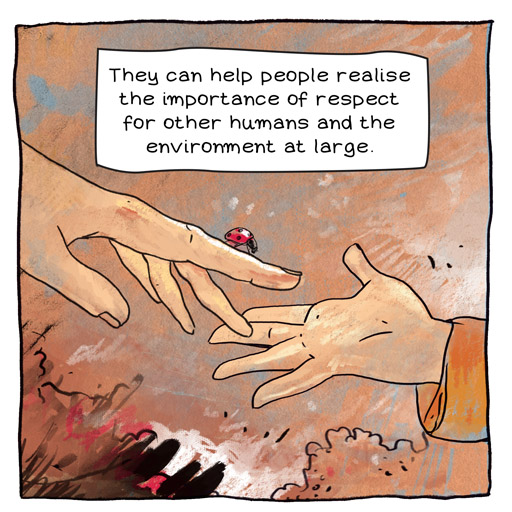 They can help people realise
the importance of respect
for other humans and the
environment at large.